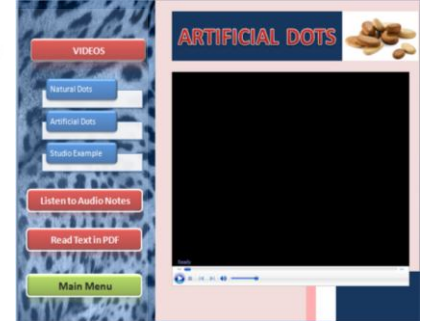 VIDEOS
ARTIFICIAL DOTS
Natural Dots
Artificial Dots
Studio Example
Listen to Audio Notes
Read Text in PDF
Main Menu
Ready